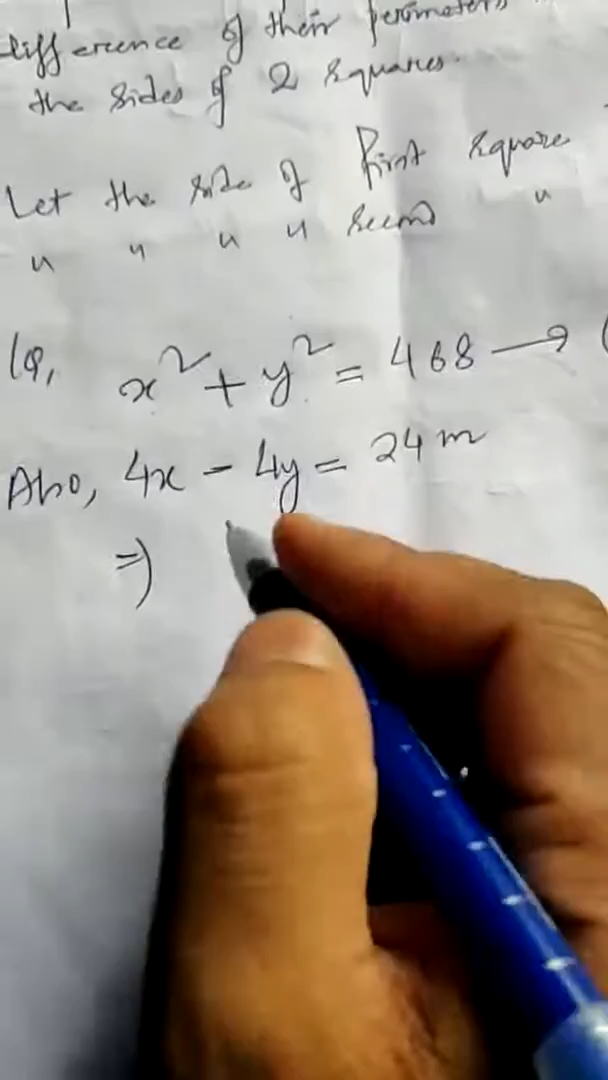 difference of their perimeters
the sides of 2 squares.
Let the side of first square
" " " " second "
x² + y² = 468 → (
Also, 4x - 4y = 24 m
⇒)